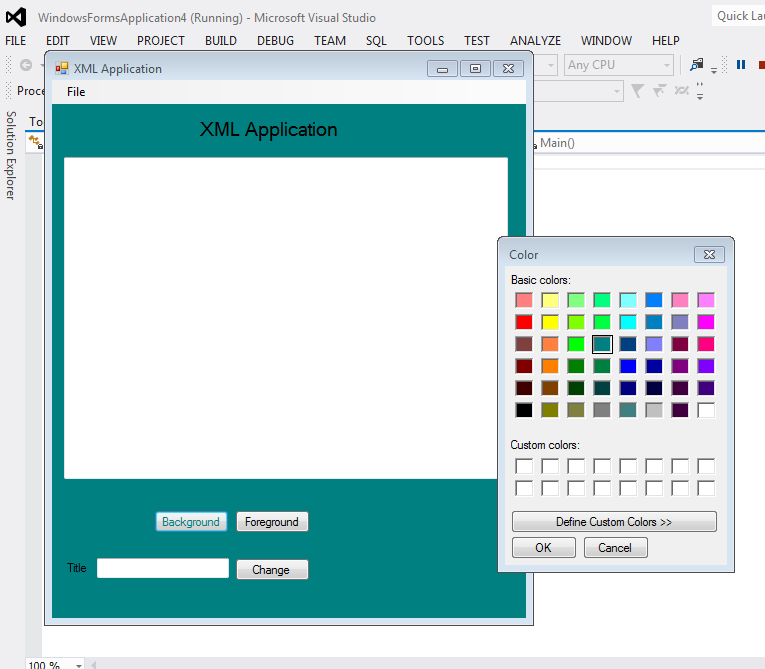 WindowsFormsApplication4 (Running) - Microsoft Visual Studio
Quick Lau
FILE EDIT VIEW PROJECT BUILD DEBUG TEAM SQL TOOLS TEST ANALYZE WINDOW HELP
XML Application
Any CPU
File
Proce
Solution Explorer
To
XML Application
Main()
Color
Basic colors:
Custom colors:
Define Custom Colors >>
OK Cancel
Background Foreground
Title
Change
100 %